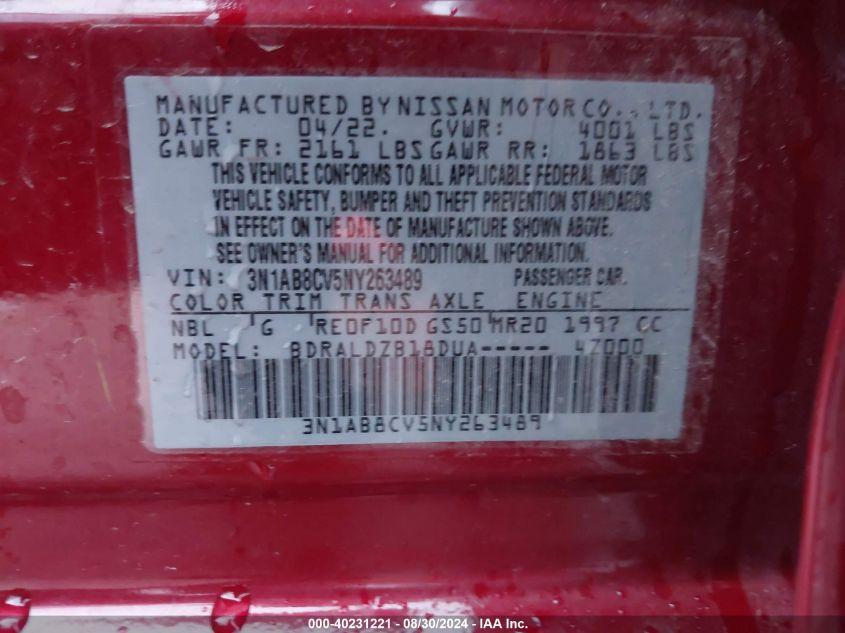 MANUFACTURED BY NISSAN MOTOR CO., LTD.
DATE: 04/22. GVWR: 4001 LBS
GAWR FR: 2161 LBS GAWR RR: 1863 LBS
THIS VEHICLE CONFORMS TO ALL APPLICABLE FEDERAL MOTOR
VEHICLE SAFETY, BUMPER AND THEFT PREVENTION STANDARDS
IN EFFECT ON THE DATE OF MANUFACTURE SHOWN ABOVE.
SEE OWNER'S MANUAL FOR ADDITIONAL INFORMATION.
VIN: 3N1AB8CV5NY263489 PASSENGER CAR.
COLOR TRIM TRANS AXLE ENGINE
NBL G RE0F10D GS50 MR20 1997 CC
MODEL: BDRALDZB18DUA----- 4Z000
3N1AB8CV5NY263489
000-40231221 - 08/30/2024 - IAA Inc.